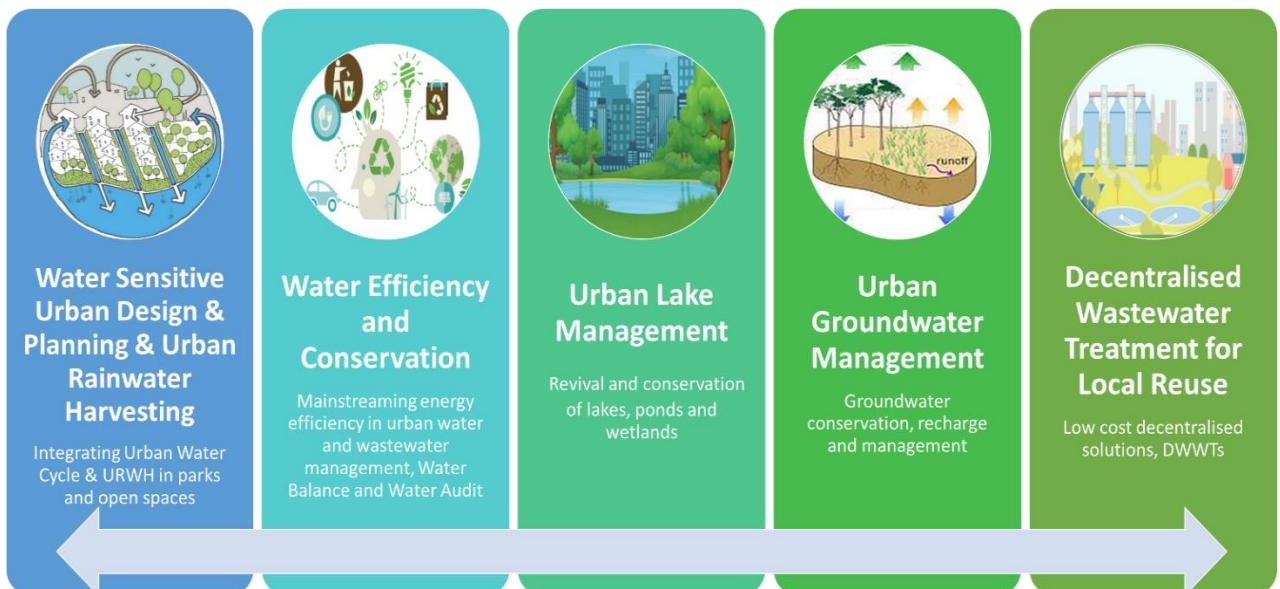 Water Sensitive
Urban Design &
Planning & Urban
Rainwater
Harvesting
Integrating Urban Water
Cycle & URWH in parks
and open spaces
Water Efficiency
and
Conservation
Mainstreaming energy
efficiency in urban water
and wastewater
management, Water
Balance and Water Audit
Urban Lake
Management
Revival and conservation
of lakes, ponds and
wetlands
runoff
Urban
Groundwater
Management
Groundwater
conservation, recharge
and management
Decentralised
Wastewater
Treatment for
Local Reuse
Low cost decentralised
solutions, DWWTs